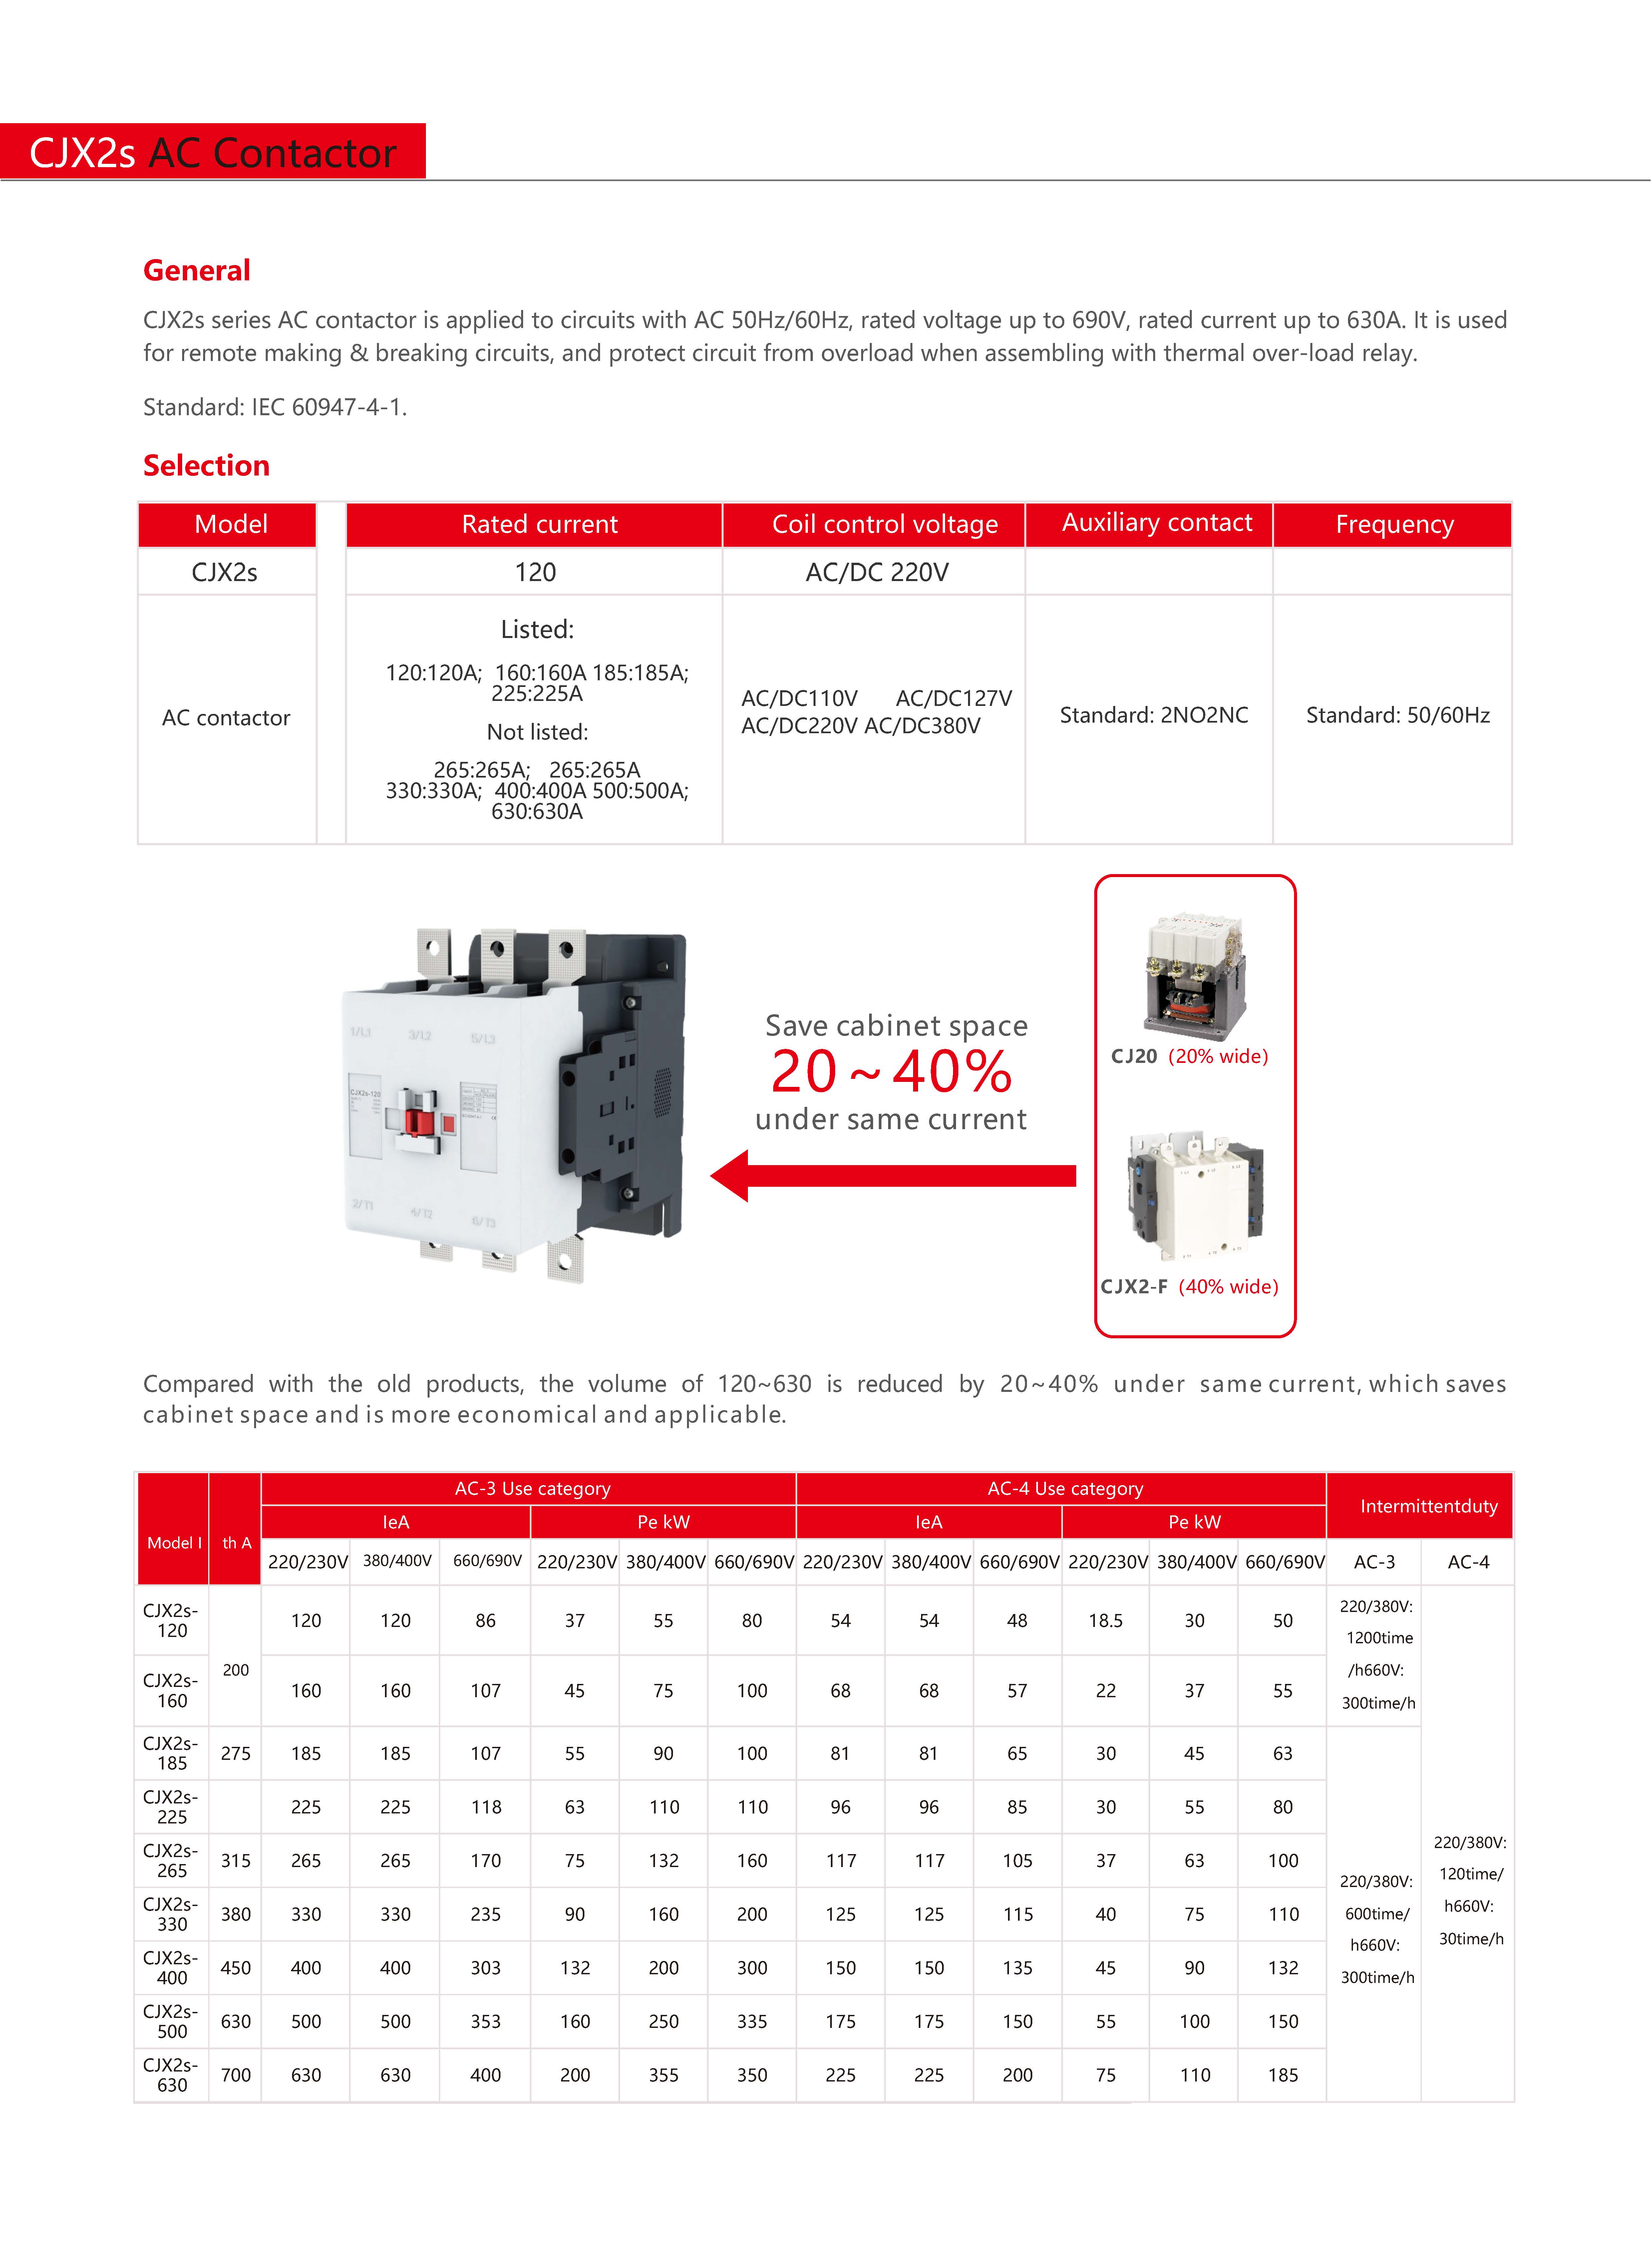 CJX2s AC Contactor
General
CJX2s series AC contactor is applied to circuits with AC 50Hz/60Hz, rated voltage up to 690V, rated current up to 630A. It is used
for remote making & breaking circuits, and protect circuit from overload when assembling with thermal over-load relay.
Standard: IEC 60947-4-1.
Selection
Model Rated current Coil control voltage Auxiliary contact Frequency
CJX2s 120 AC/DC 220V
AC contactor
Listed:
120:120A; 160:160A 185:185A;
225:225A
Not listed:
265:265A; 265:265A
330:330A; 400:400A 500:500A;
630:630A
AC/DC110V AC/DC127V
AC/DC220V AC/DC380V
Standard: 2NO2NC
Standard: 50/60Hz
1/L1 3/L2 5/L3
CJX2s-120
2/T1 4/T2 6/T3
Save cabinet space
20~40%
under same current
CJ20 (20% wide)
CJX2-F (40% wide)
Compared with the old products, the volume of 120~630 is reduced by 20~40% under same current, which saves
cabinet space and is more economical and applicable.
Model I th A AC-3 Use category AC-4 Use category Intermittentduty
IeA Pe kW IeA Pe kW
220/230V 380/400V 660/690V 220/230V 380/400V 660/690V 220/230V 380/400V 660/690V 220/230V 380/400V 660/690V AC-3 AC-4
CJX2s-
120
200
120 120 86 37 55 80 54 54 48 18.5 30 50
CJX2s-
160
160 160 107 45 75 100 68 68 57 22 37 55
220/380V:
1200time
/h660V:
300time/h
CJX2s-
185
275 185 185 107 55 90 100 81 81 65 30 45 63
CJX2s-
225
225 225 118 63 110 110 96 96 85 30 55 80
CJX2s-
265
315 265 265 170 75 132 160 117 117 105 37 63 100
CJX2s-
330
380 330 330 235 90 160 200 125 125 115 40 75 110
CJX2s-
400
450 400 400 303 132 200 300 150 150 135 45 90 132
CJX2s-
500
630 500 500 353 160 250 335 175 175 150 55 100 150
CJX2s-
630
700 630 630 400 200 355 350 225 225 200 75 110 185
220/380V:
600time/
h660V:
300time/h
220/380V:
120time/
h660V:
30time/h